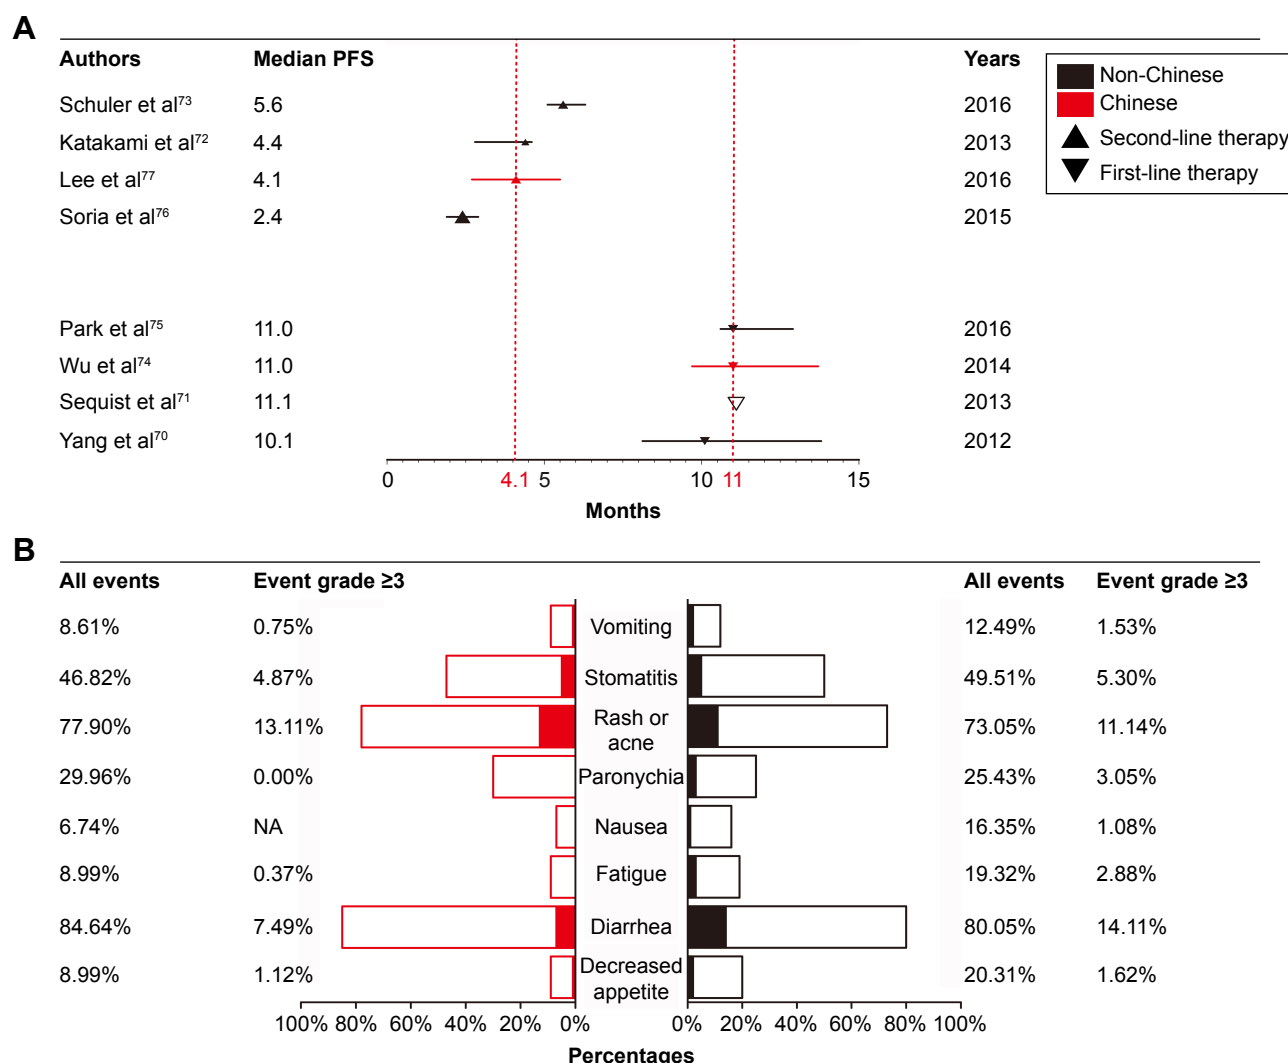 A
Authors Median PFS Years
Schuler et al73 5.6 2016
Katakami et al72 4.4 2013
Lee et al77 4.1 2016
Soria et al76 2.4 2015
Park et al75 11.0 2016
Wu et al74 11.0 2014
Sequist et al71 11.1 2013
Yang et al70 10.1 2012
Non-Chinese
Chinese
Second-line therapy
First-line therapy
0 4.1 5 10 11 15
Months
B
All events Event grade ≥3 All events Event grade ≥3
8.61% 0.75% Vomiting 12.49% 1.53%
46.82% 4.87% Stomatitis 49.51% 5.30%
77.90% 13.11% Rash or acne 73.05% 11.14%
29.96% 0.00% Paronychia 25.43% 3.05%
6.74% NA Nausea 16.35% 1.08%
8.99% 0.37% Fatigue 19.32% 2.88%
84.64% 7.49% Diarrhea 80.05% 14.11%
8.99% 1.12% Decreased appetite 20.31% 1.62%
100% 80% 60% 40% 20% 0% 0% 20% 40% 60% 80% 100%
Percentages